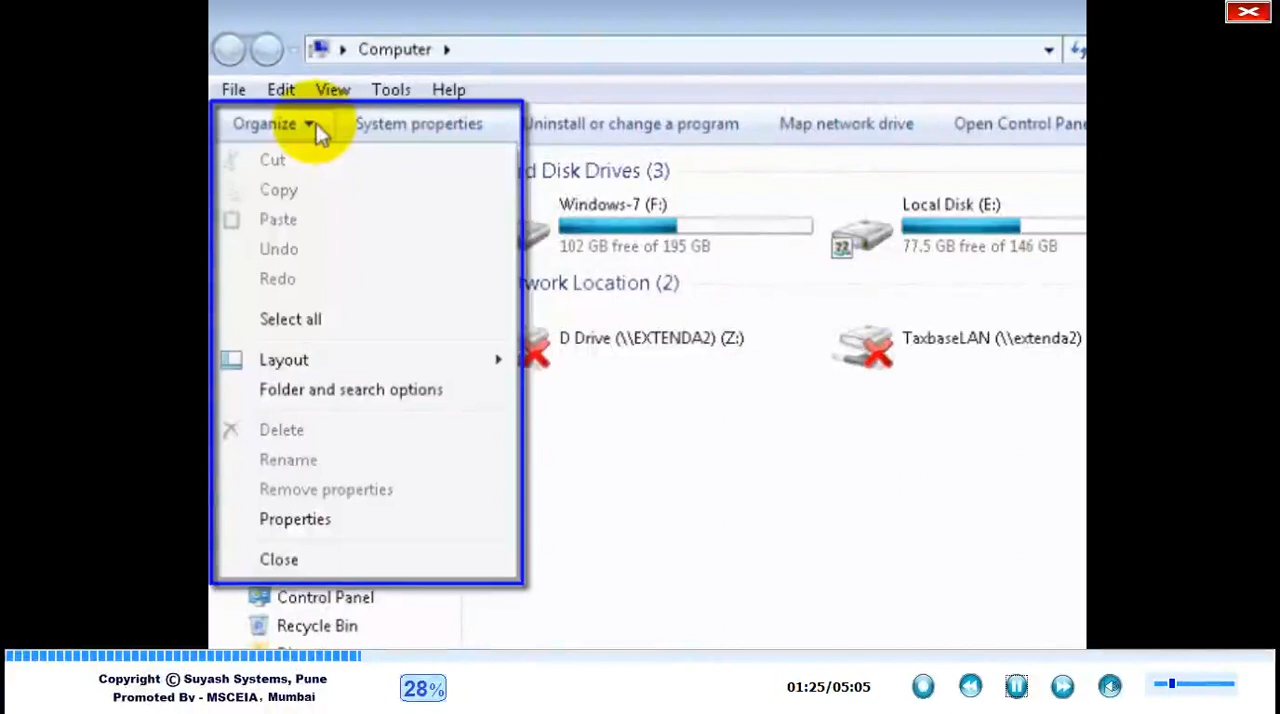 Computer
File Edit View Tools Help
Organize System properties Uninstall or change a program Map network drive Open Control Pane
Cut
Copy
Paste
Undo
Redo
Select all
Layout
Folder and search options
Delete
Rename
Remove properties
Properties
Close
Control Panel
Recycle Bin
d Disk Drives (3)
Windows-7 (F:)
102 GB free of 195 GB
Local Disk (E:)
77.5 GB free of 146 GB
work Location (2)
D Drive (\\EXTENDA2) (Z:)
TaxbaseLAN (\\extenda2)
Copyright © Suyash Systems, Pune
Promoted By - MSCEIA, Mumbai
28%
01:25/05:05